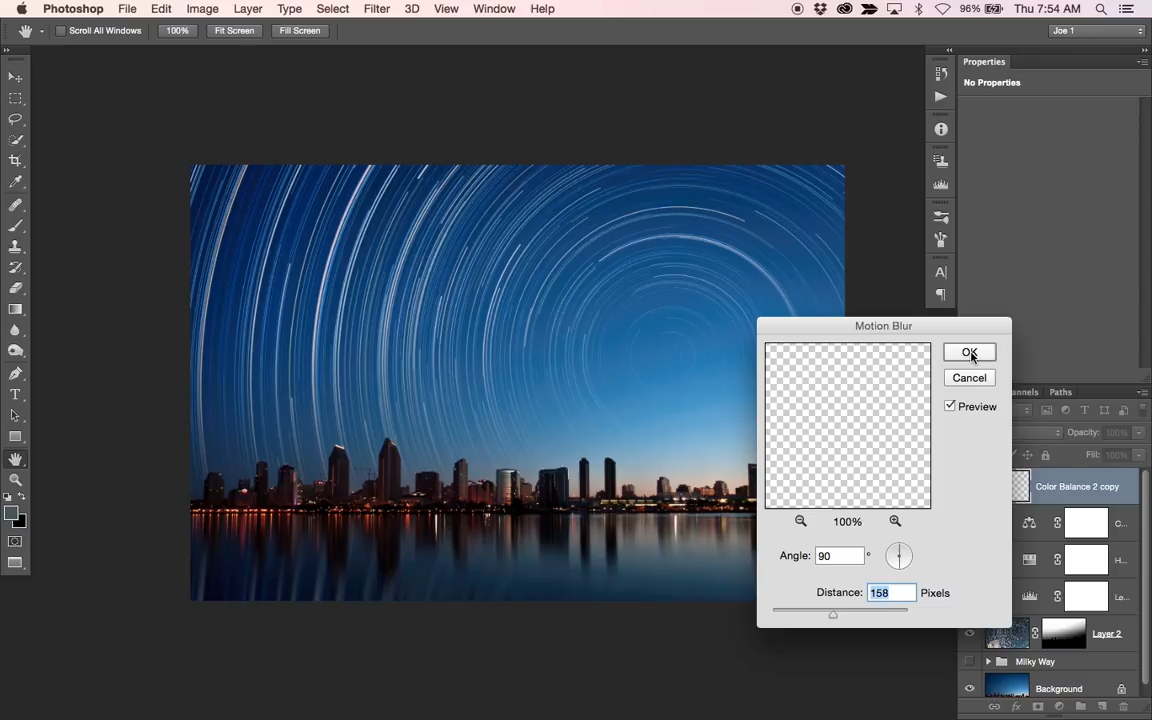 Photoshop File Edit Image Layer Type Select Filter 3D View Window Help 96% Thu 7:54 AM
Scroll All Windows 100% Fit Screen Fill Screen Joe 1
Properties
No Properties
Motion Blur
OK
Cancel
Preview
100%
Angle: 90 °
Distance: 158 Pixels
annels Paths
Opacity: 100%
Fill: 100%
Color Balance 2 copy
C...
H...
Le...
Layer 2
Milky Way
Background